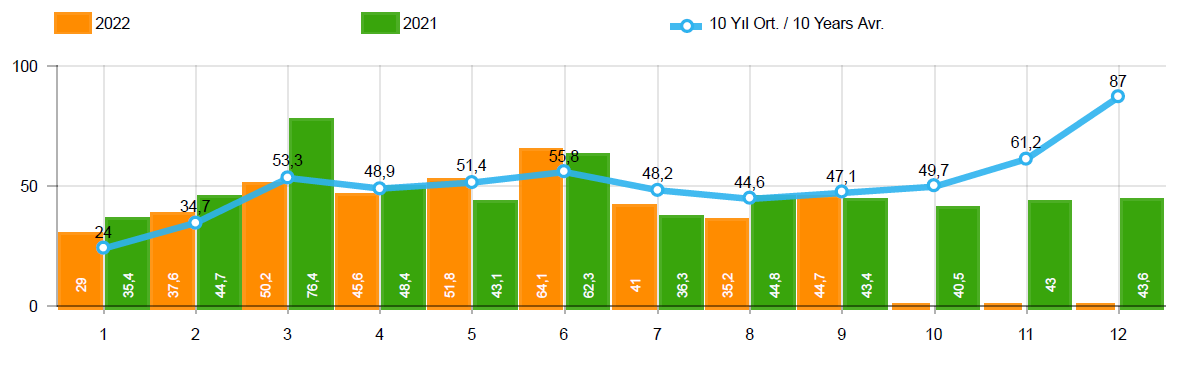 2022 2021 10 Yıl Ort. / 10 Years Avr.
100
50
0
24 34,7 53,3 48,9 51,4 55,8 48,2 44,6 47,1 49,7 61,2 87
29 35,4 37,6 44,7 50,2 76,4 45,6 48,4 51,8 43,1 64,1 62,3 41 36,3 35,2 44,8 44,7 43,4 40,5 43 43,6
1 2 3 4 5 6 7 8 9 10 11 12